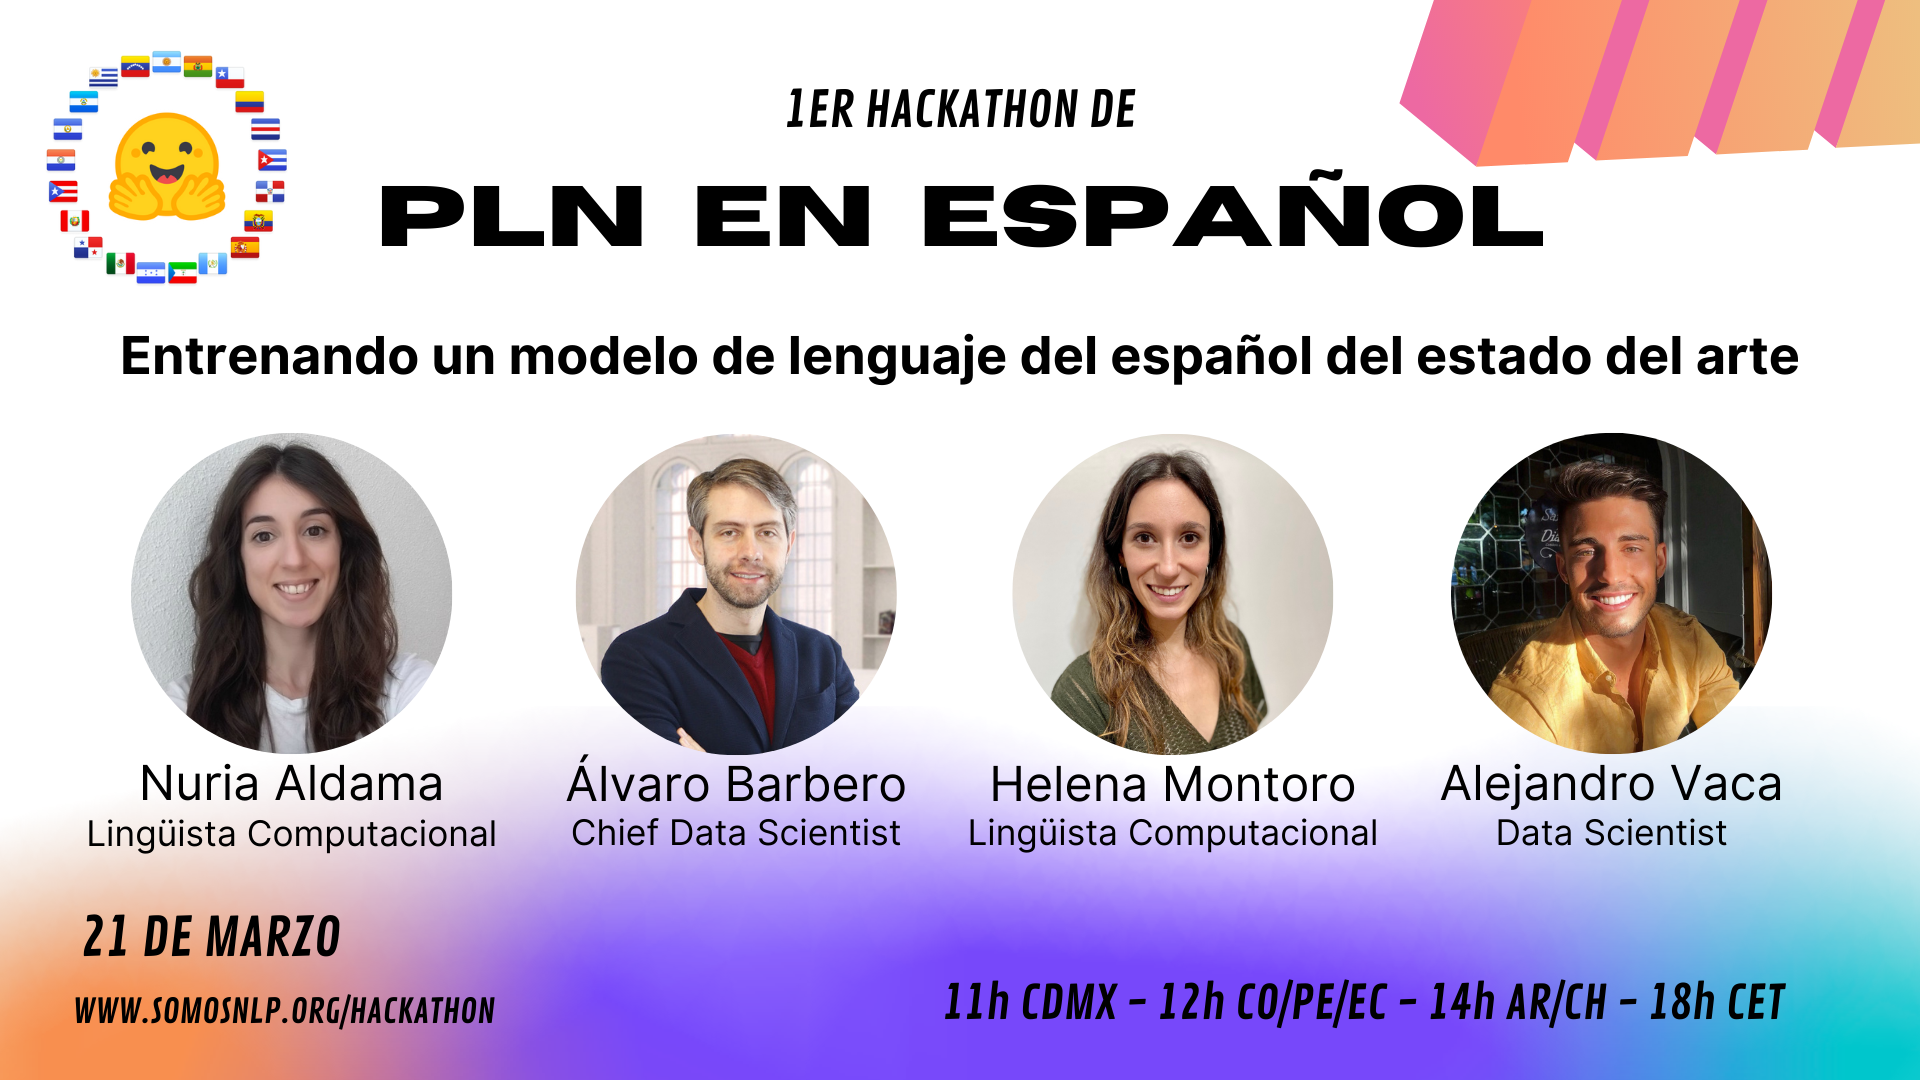 1ER HACKATHON DE
PLN EN ESPAÑOL
Entrenando un modelo de lenguaje del español del estado del arte
Nuria Aldama
Lingüista Computacional
Álvaro Barbero
Chief Data Scientist
Helena Montoro
Lingüista Computacional
Alejandro Vaca
Data Scientist
21 DE MARZO
WWW.SOMOSNLP.ORG/HACKATHON
11h CDMX - 12h CO/PE/EC - 14h AR/CH - 18h CET